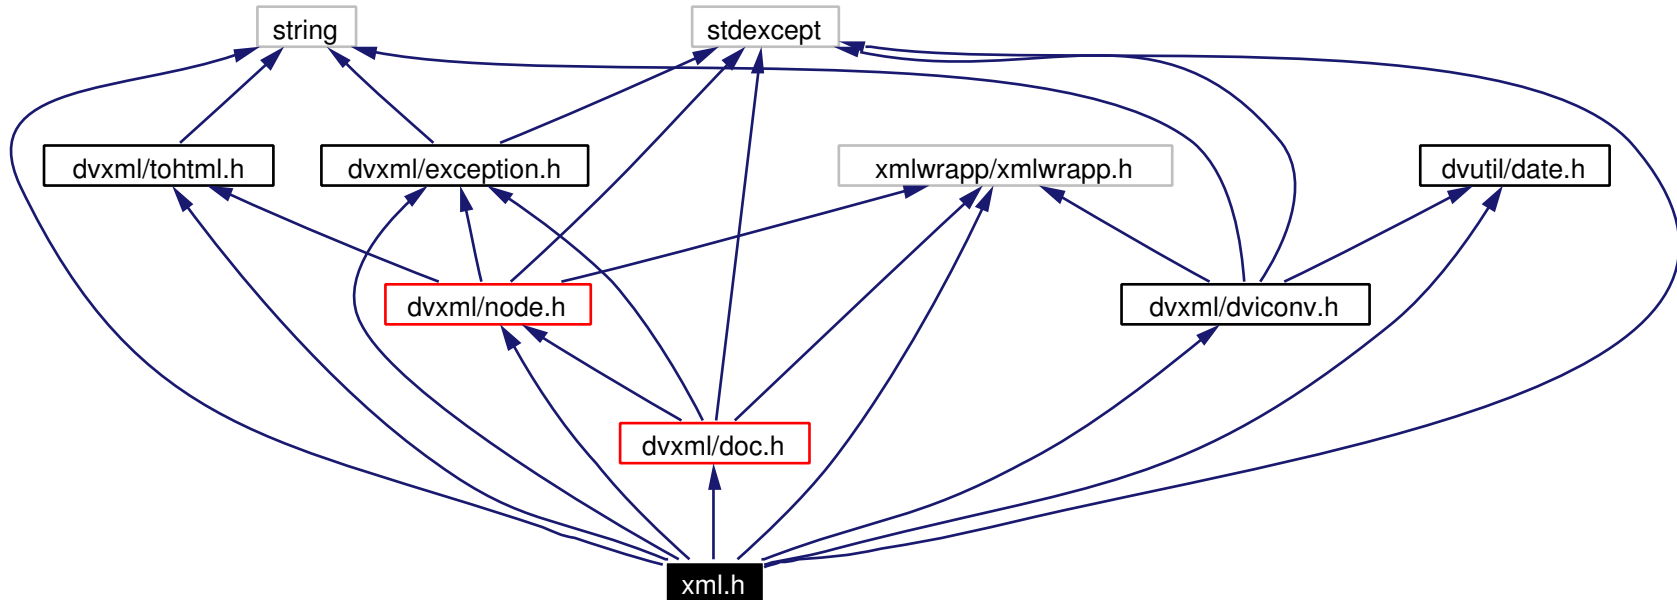 string
stdexcept
dvxml/tohtml.h
dvxml/exception.h
xmlwrapp/xmlwrapp.h
dvutil/date.h
dvxml/node.h
dvxml/dviconv.h
dvxml/doc.h
xml.h